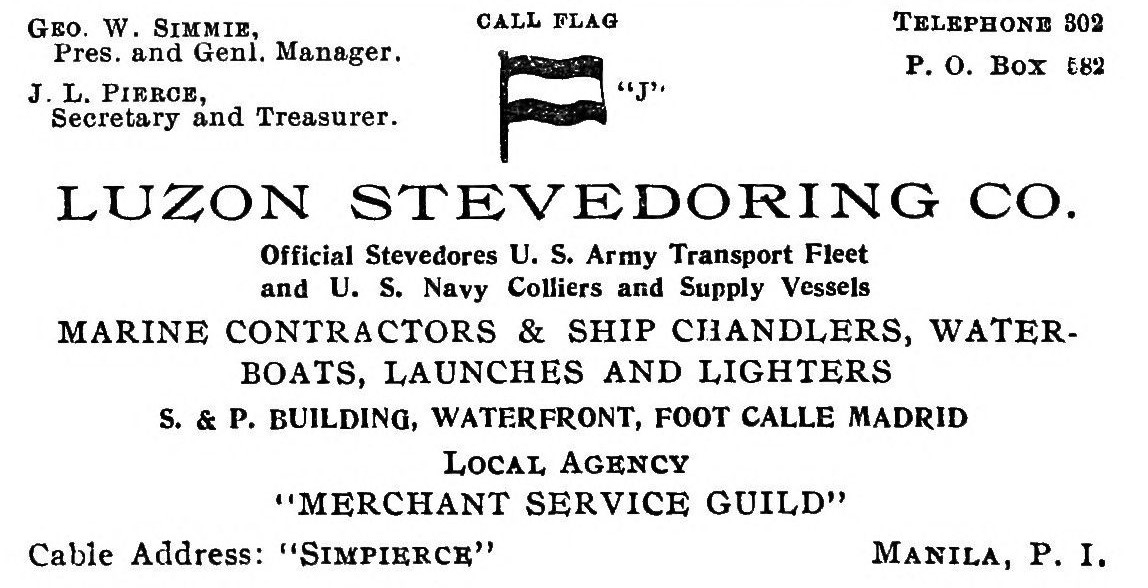 GEO. W. SIMMIE,
Pres. and Genl. Manager.
J. L. PIERCE,
Secretary and Treasurer.
CALL FLAG
"J"
TELEPHONE 302
P. O. BOX 582
LUZON STEVEDORING CO.
Official Stevedores U. S. Army Transport Fleet
and U. S. Navy Colliers and Supply Vessels
MARINE CONTRACTORS & SHIP CHANDLERS, WATER-
BOATS, LAUNCHES AND LIGHTERS
S. & P. BUILDING, WATERFRONT, FOOT CALLE MADRID
LOCAL AGENCY
"MERCHANT SERVICE GUILD"
Cable Address: "SIMPIERCE"
MANILA, P. I.